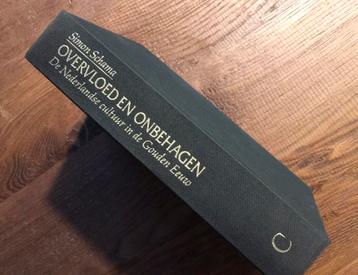 Simon Schama
OVERVLOED EN ONBEHAGEN
De Nederlandse cultuur in de Gouden Eeuw